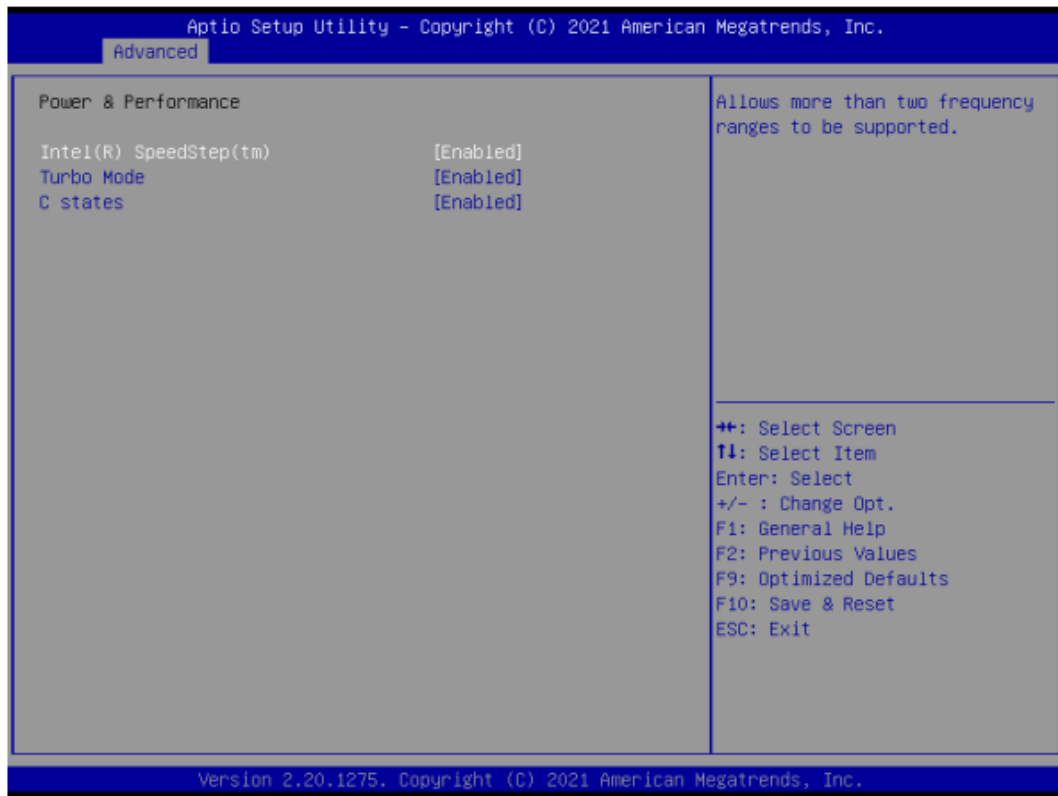 Aptio Setup Utility – Copyright (C) 2021 American Megatrends, Inc.
Advanced
Power & Performance
Intel(R) SpeedStep(tm) [Enabled]
Turbo Mode [Enabled]
C states [Enabled]
Allows more than two frequency
ranges to be supported.
→←: Select Screen
↑↓: Select Item
Enter: Select
+/- : Change Opt.
F1: General Help
F2: Previous Values
F9: Optimized Defaults
F10: Save & Reset
ESC: Exit
Version 2.20.1275. Copyright (C) 2021 American Megatrends, Inc.